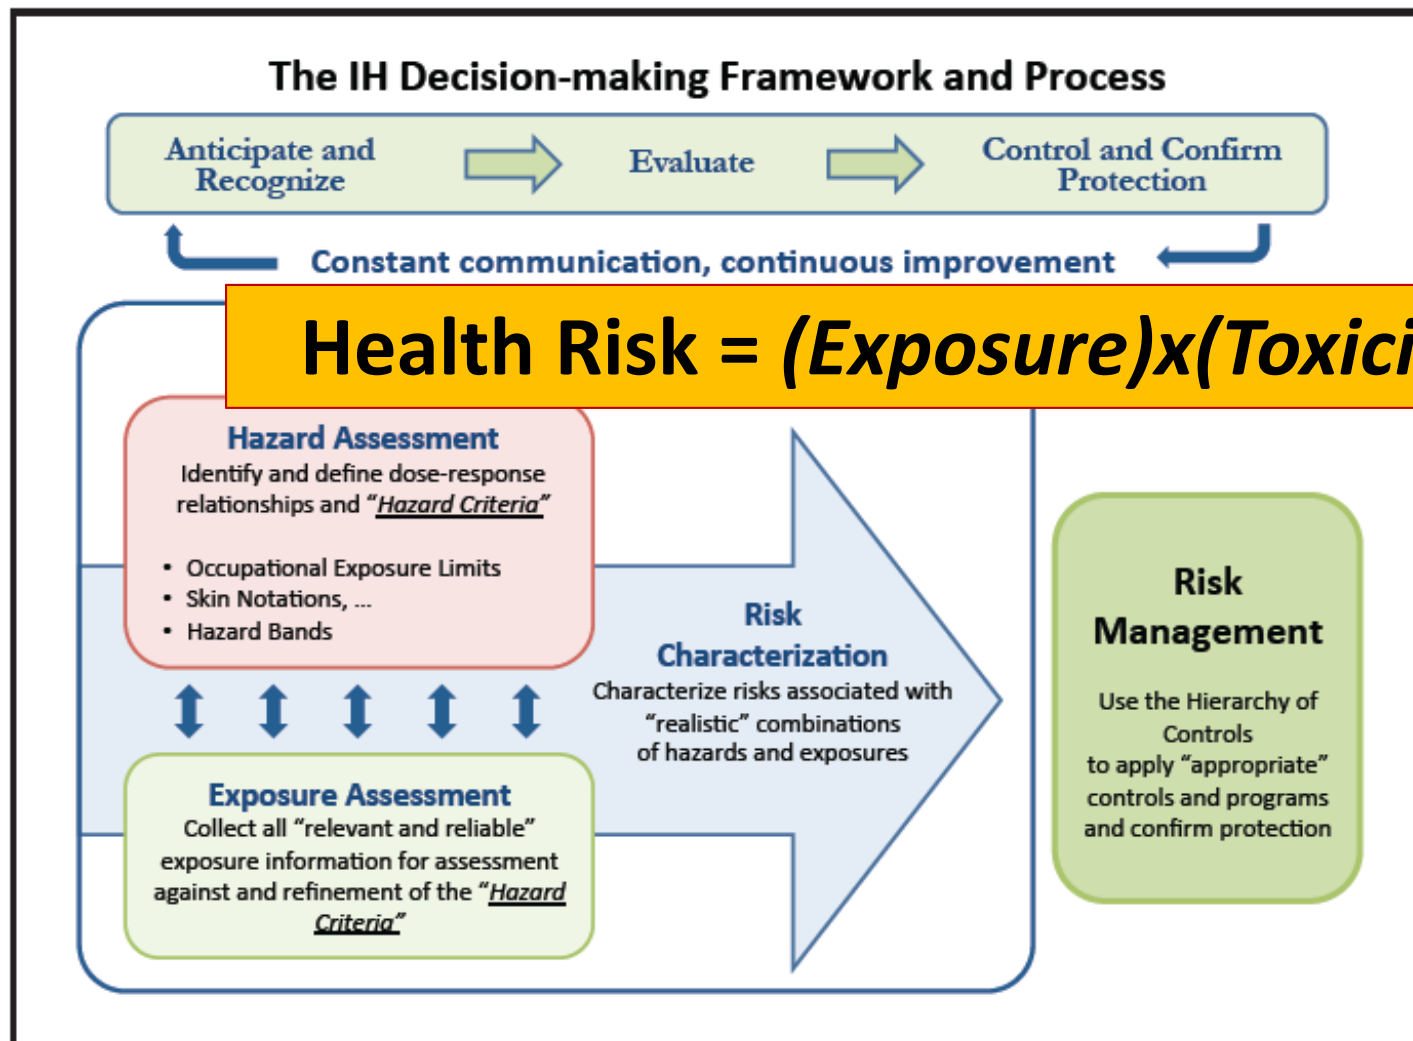 The IH Decision-making Framework and Process
Anticipate and
Recognize
Evaluate
Control and Confirm
Protection
Constant communication, continuous improvement
Health Risk = (Exposure)x(Toxici
Hazard Assessment
Identify and define dose-response
relationships and “Hazard Criteria”
• Occupational Exposure Limits
• Skin Notations, ...
• Hazard Bands
Exposure Assessment
Collect all “relevant and reliable”
exposure information for assessment
against and refinement of the “Hazard
Criteria”
Risk
Characterization
Characterize risks associated with
“realistic” combinations
of hazards and exposures
Risk
Management
Use the Hierarchy of
Controls
to apply “appropriate”
controls and programs
and confirm protection